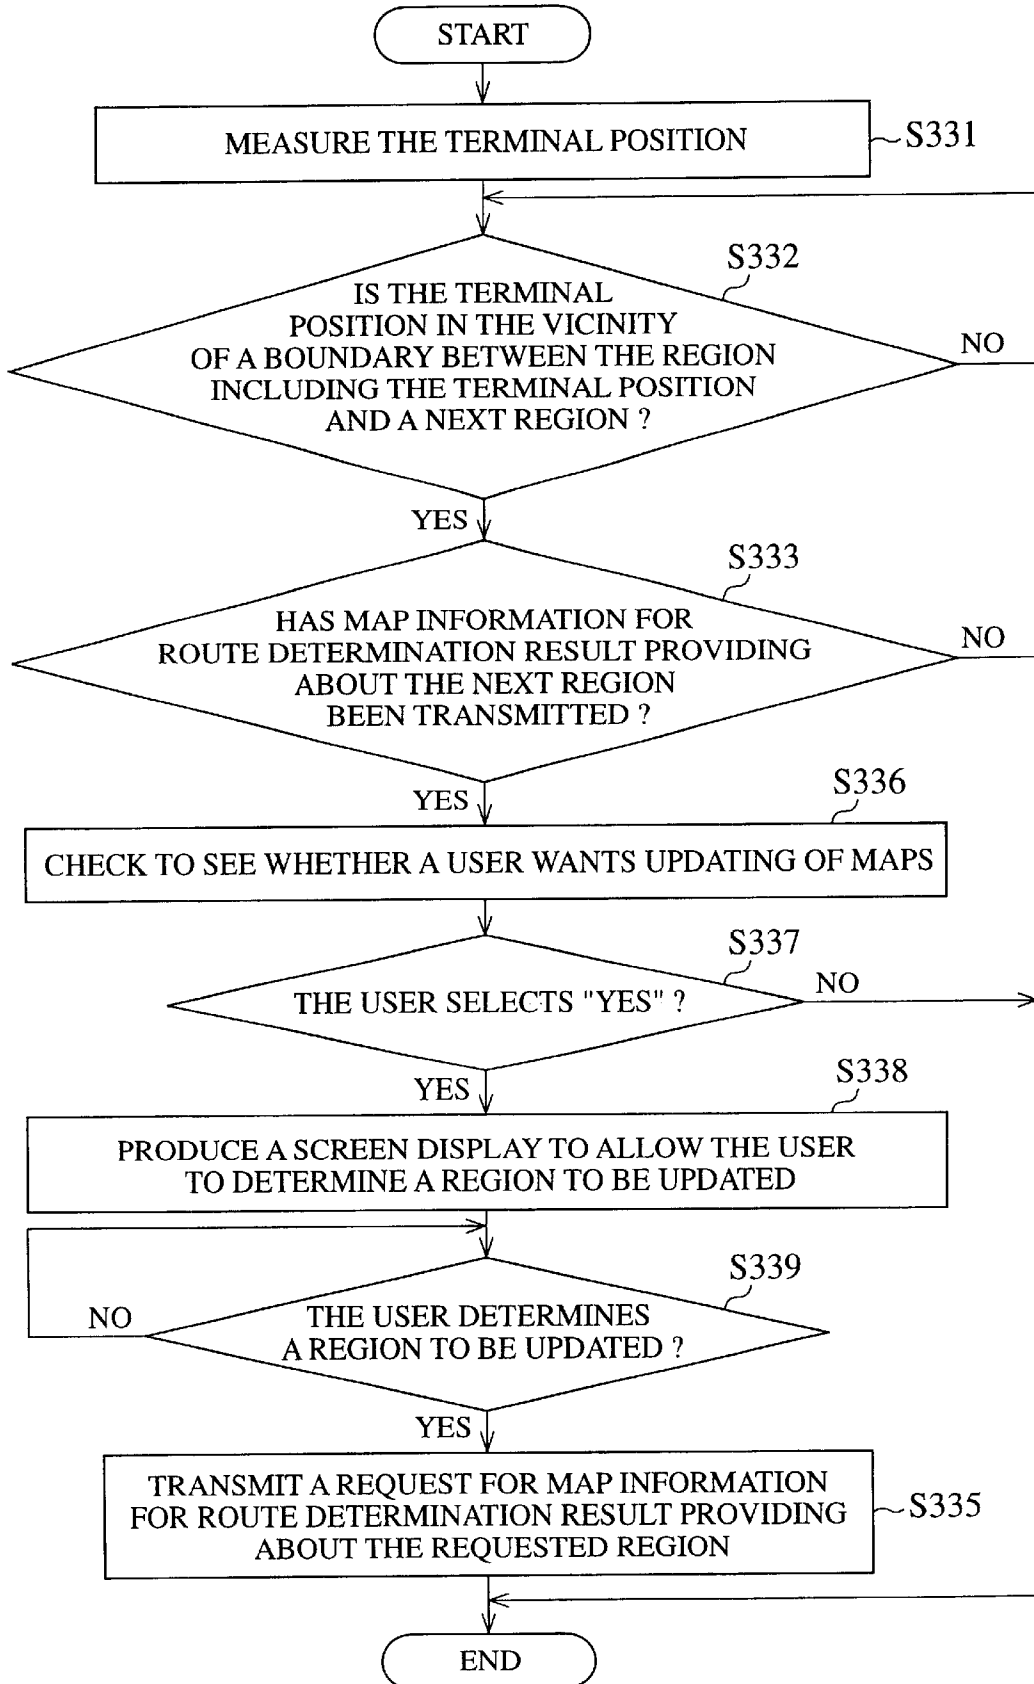 START
MEASURE THE TERMINAL POSITION
S331
S332
IS THE TERMINAL
POSITION IN THE VICINITY
OF A BOUNDARY BETWEEN THE REGION
INCLUDING THE TERMINAL POSITION
AND A NEXT REGION ?
NO
YES
S333
HAS MAP INFORMATION FOR
ROUTE DETERMINATION RESULT PROVIDING
ABOUT THE NEXT REGION
BEEN TRANSMITTED ?
NO
YES
S336
CHECK TO SEE WHETHER A USER WANTS UPDATING OF MAPS
S337
THE USER SELECTS "YES" ?
NO
YES
S338
PRODUCE A SCREEN DISPLAY TO ALLOW THE USER
TO DETERMINE A REGION TO BE UPDATED
S339
THE USER DETERMINES
A REGION TO BE UPDATED ?
NO
YES
TRANSMIT A REQUEST FOR MAP INFORMATION
FOR ROUTE DETERMINATION RESULT PROVIDING
ABOUT THE REQUESTED REGION
S335
END